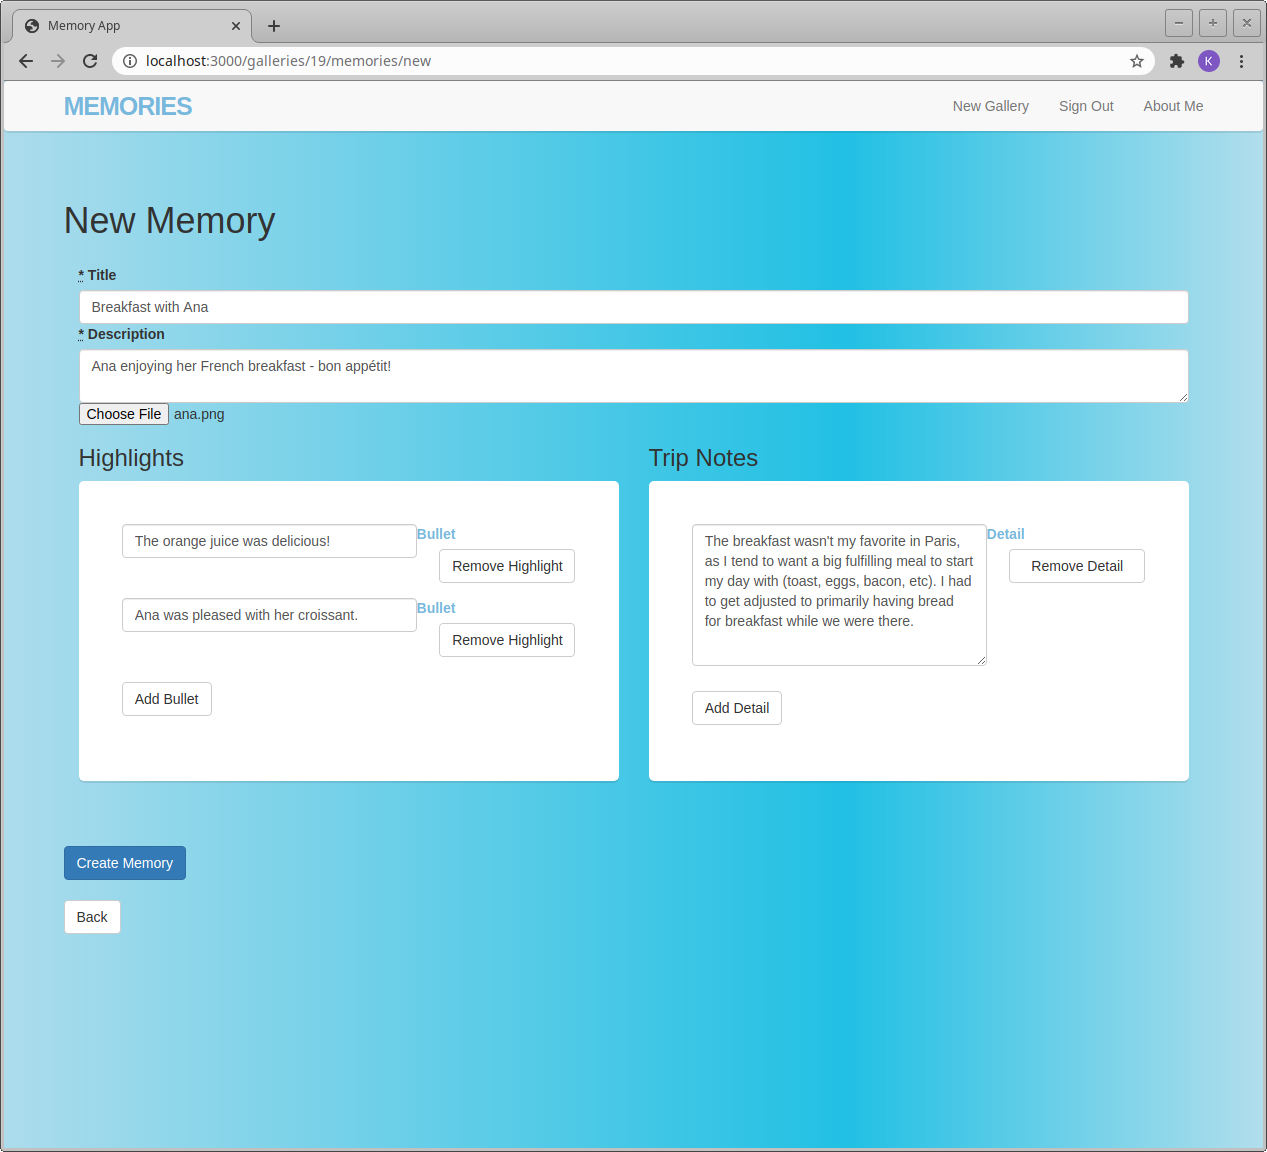 Memory App
localhost:3000/galleries/19/memories/new
K
MEMORIES
New Gallery
Sign Out
About Me
New Memory
* Title
Breakfast with Ana
* Description
Ana enjoying her French breakfast - bon appétit!
Choose File ana.png
Highlights
The orange juice was delicious!
Bullet
Remove Highlight
Ana was pleased with her croissant.
Bullet
Remove Highlight
Add Bullet
Trip Notes
The breakfast wasn't my favorite in Paris,
as I tend to want a big fulfilling meal to start
my day with (toast, eggs, bacon, etc). I had
to get adjusted to primarily having bread
for breakfast while we were there.
Detail
Remove Detail
Add Detail
Create Memory
Back